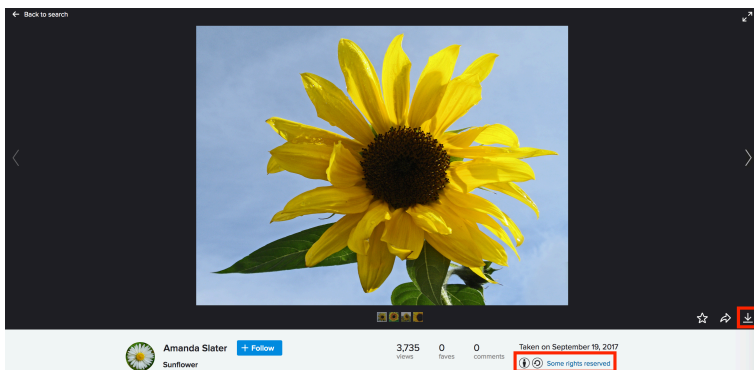 Back to search
Amanda Slater
+ Follow
Sunflower
3,735
views
0
faves
0
comments
Taken on September 19, 2017
Some rights reserved